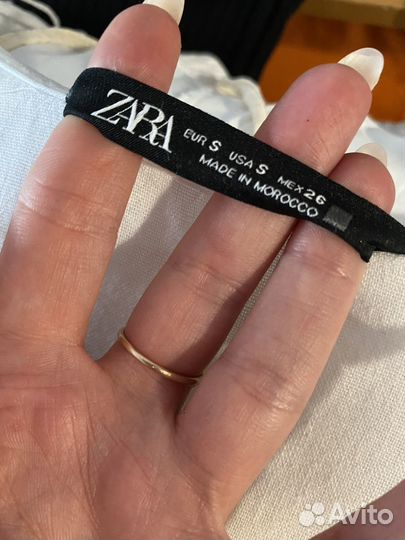 ZARA
EUR S USA S MEX 26
MADE IN MOROCCO
Avito